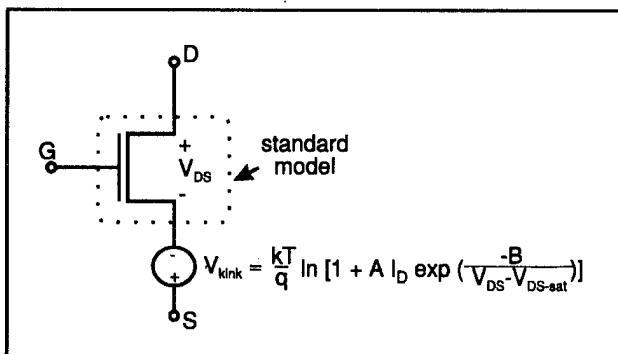 D
G
+
V_DS
-
standard
model
-
+
V_kink = kT/q ln [1 + A I_D exp (-B/(V_DS-V_DS-sat))]
S